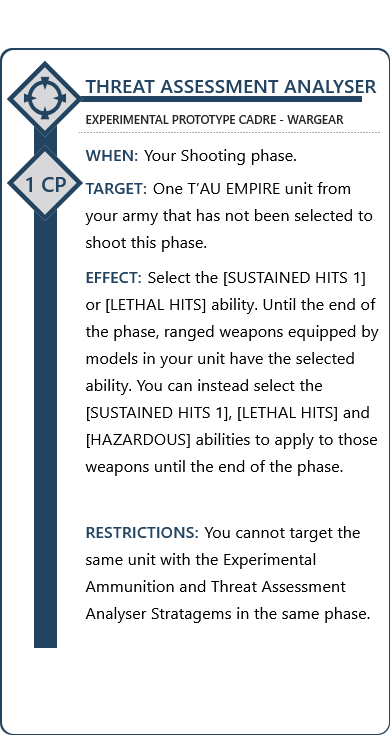 THREAT ASSESSMENT ANALYSER
EXPERIMENTAL PROTOTYPE CADRE - WARGEAR
WHEN: Your Shooting phase.
1 CP
TARGET: One T’AU EMPIRE unit from
your army that has not been selected to
shoot this phase.
EFFECT: Select the [SUSTAINED HITS 1]
or [LETHAL HITS] ability. Until the end of
the phase, ranged weapons equipped by
models in your unit have the selected
ability. You can instead select the
[SUSTAINED HITS 1], [LETHAL HITS] and
[HAZARDOUS] abilities to apply to those
weapons until the end of the phase.
RESTRICTIONS: You cannot target the
same unit with the Experimental
Ammunition and Threat Assessment
Analyser Stratagems in the same phase.